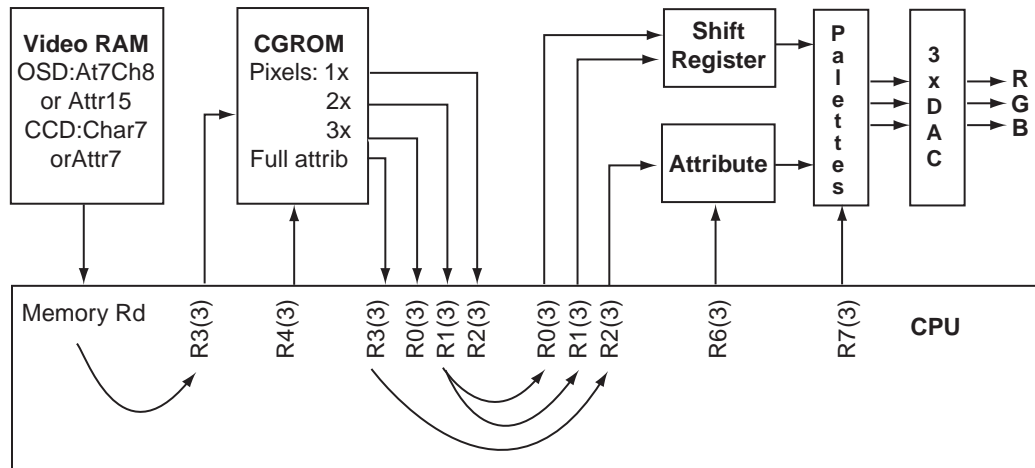 Video RAM
OSD:At7Ch8
or Attr15
CCD:Char7
orAttr7
CGROM
Pixels: 1x
2x
3x
Full attrib
Shift
Register
Attribute
Palettes
3xDAC
R
G
B
Memory Rd
R3(3)
R4(3)
R3(3)
R0(3)
R1(3)
R2(3)
R0(3)
R1(3)
R2(3)
R6(3)
R7(3)
CPU